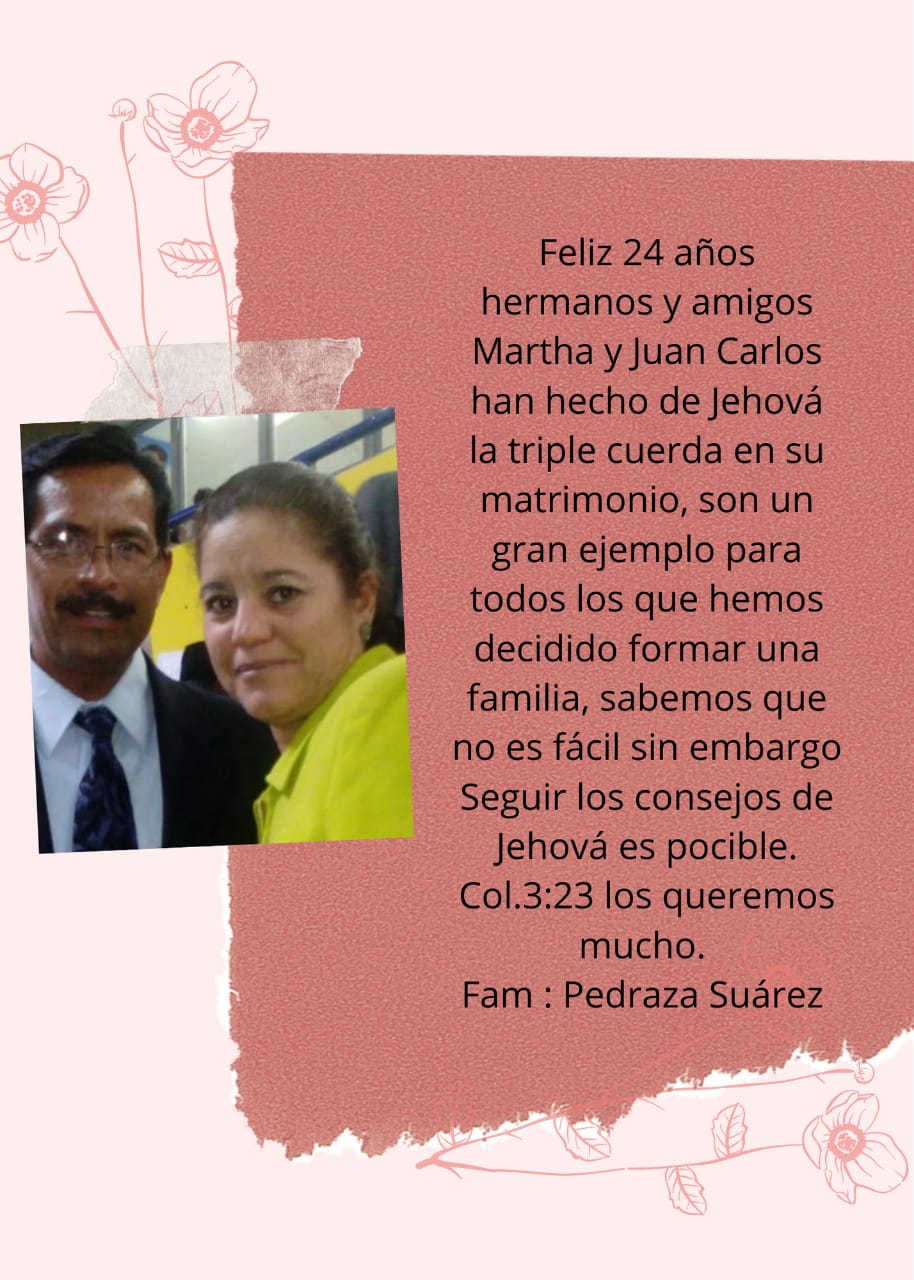 Feliz 24 años
hermanos y amigos
Martha y Juan Carlos
han hecho de Jehová
la triple cuerda en su
matrimonio, son un
gran ejemplo para
todos los que hemos
decidido formar una
familia, sabemos que
no es fácil sin embargo
Seguir los consejos de
Jehová es pocible.
Col.3:23 los queremos
mucho.
Fam : Pedraza Suárez